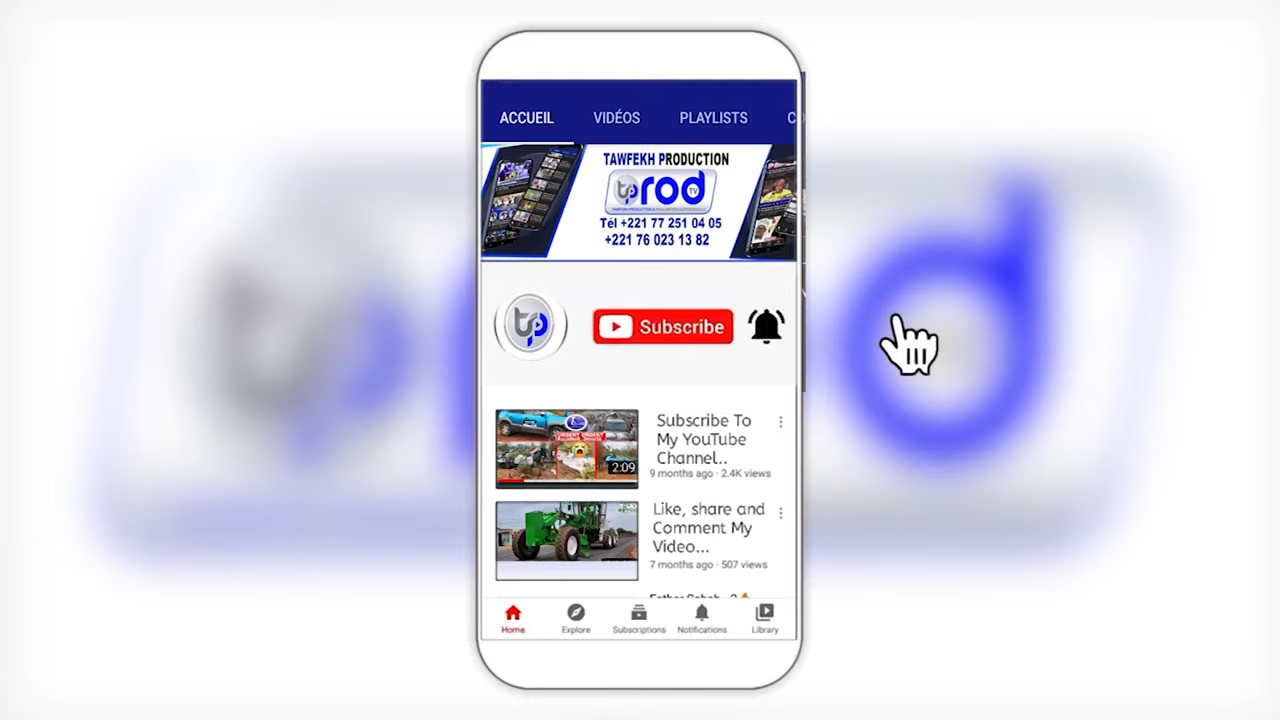 ACCUEIL VIDÉOS PLAYLISTS
TAWFEKH PRODUCTION
tprod TV
Tél +221 77 251 04 05
+221 76 023 13 82
tp
Subscribe
2:09
Subscribe To
My YouTube
Channel..
9 months ago · 2.4K views
Like, share and
Comment My
Video...
7 months ago · 507 views
Home Explore Subscriptions Notifications Library